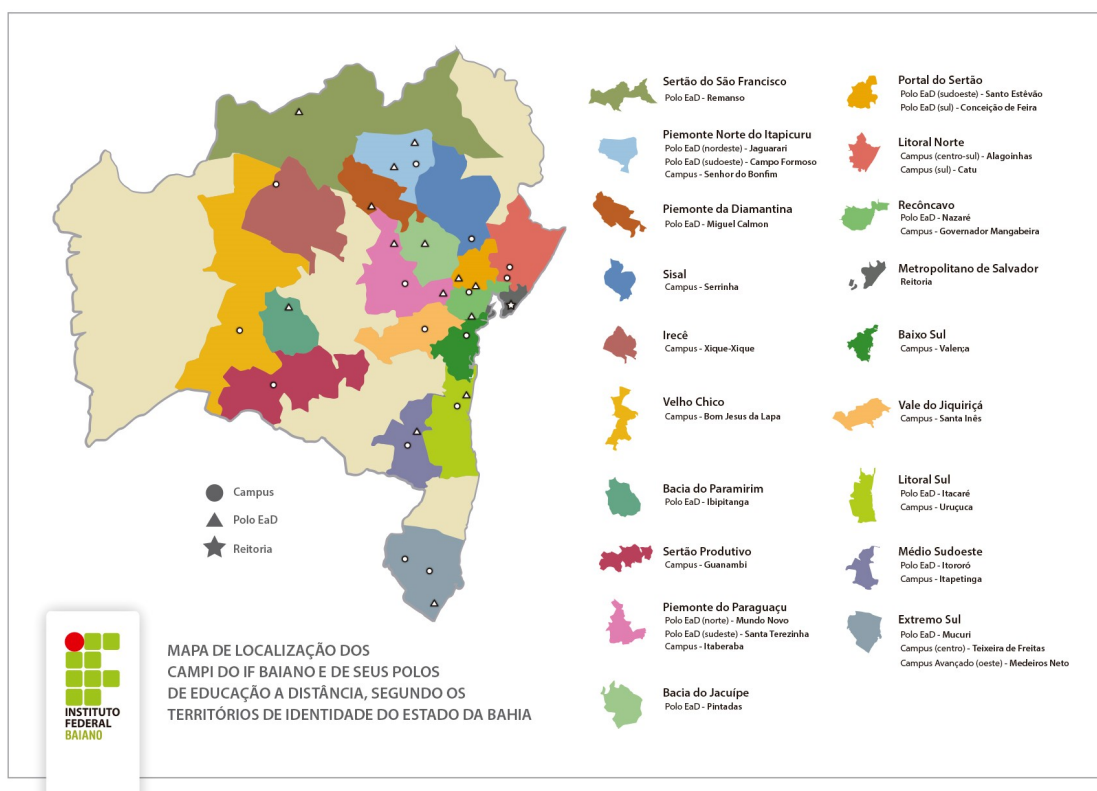 Sertão do São Francisco
Polo EaD - Remanso
Piemonte Norte do Itapicuru
Polo EaD (nordeste) - Jaguarari
Polo EaD (sudoeste) - Campo Formoso
Campus - Senhor do Bonfim
Piemonte da Diamantina
Polo EaD - Miguel Calmon
Sisal
Campus - Serrinha
Irecê
Campus - Xique-Xique
Velho Chico
Campus - Bom Jesus da Lapa
Bacia do Paramirim
Polo EaD - Ibipitanga
Sertão Produtivo
Campus - Guanambi
Piemonte do Paraguaçu
Polo EaD (norte) - Mundo Novo
Polo EaD (sudeste) - Santa Terezinha
Campus - Itaberaba
Bacia do Jacuípe
Polo EaD - Pintadas
Portal do Sertão
Polo EaD (sudoeste) - Santo Estêvão
Polo EaD (sul) - Conceição de Feira
Litoral Norte
Campus (centro-sul) - Alagoinhas
Campus (sul) - Catu
Recôncavo
Polo EaD - Nazaré
Campus - Governador Mangabeira
Metropolitano de Salvador
Reitoria
Baixo Sul
Campus - Valença
Vale do Jiquiriçá
Campus - Santa Inês
Litoral Sul
Polo EaD - Itacaré
Campus - Uruçuca
Médio Sudoeste
Polo EaD - Itororó
Campus - Itapetinga
Extremo Sul
Polo EaD - Mucuri
Campus (centro) - Teixeira de Freitas
Campus Avançado (oeste) - Medeiros Neto
Campus
Polo EaD
Reitoria
MAPA DE LOCALIZAÇÃO DOS
CAMPI DO IF BAIANO E DE SEUS POLOS
DE EDUCAÇÃO A DISTÂNCIA, SEGUNDO OS
TERRITÓRIOS DE IDENTIDADE DO ESTADO DA BAHIA
INSTITUTO
FEDERAL
BAIANO